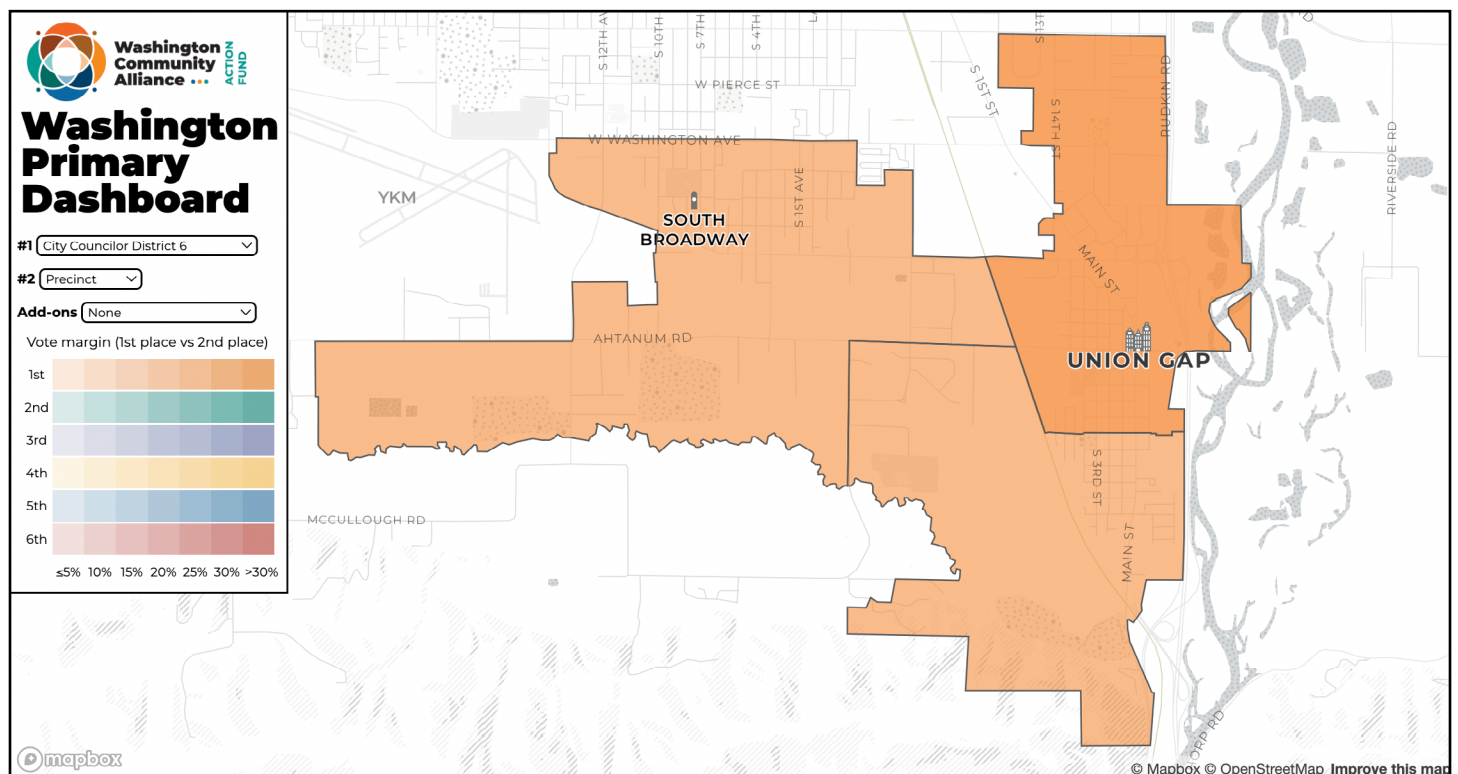 Washington
Community
Alliance
ACTION
FUND
Washington
Primary
Dashboard
#1 City Councilor District 6
#2 Precinct
Add-ons None
Vote margin (1st place vs 2nd place)
1st
2nd
3rd
4th
5th
6th
≤5% 10% 15% 20% 25% 30% >30%
S 10TH
S 7TH
S 4TH
S 1ST ST
W PIERCE ST
S 14TH ST
RUDKIN RD
RIVERSIDE RD
W WASHINGTON AVE
YKM
S 1ST AVE
SOUTH
BROADWAY
MAIN ST
AHTANUM RD
UNION GAP
S 3RD ST
MCCULLOUGH RD
MAIN ST
mapbox
© Mapbox © OpenStreetMap Improve this map